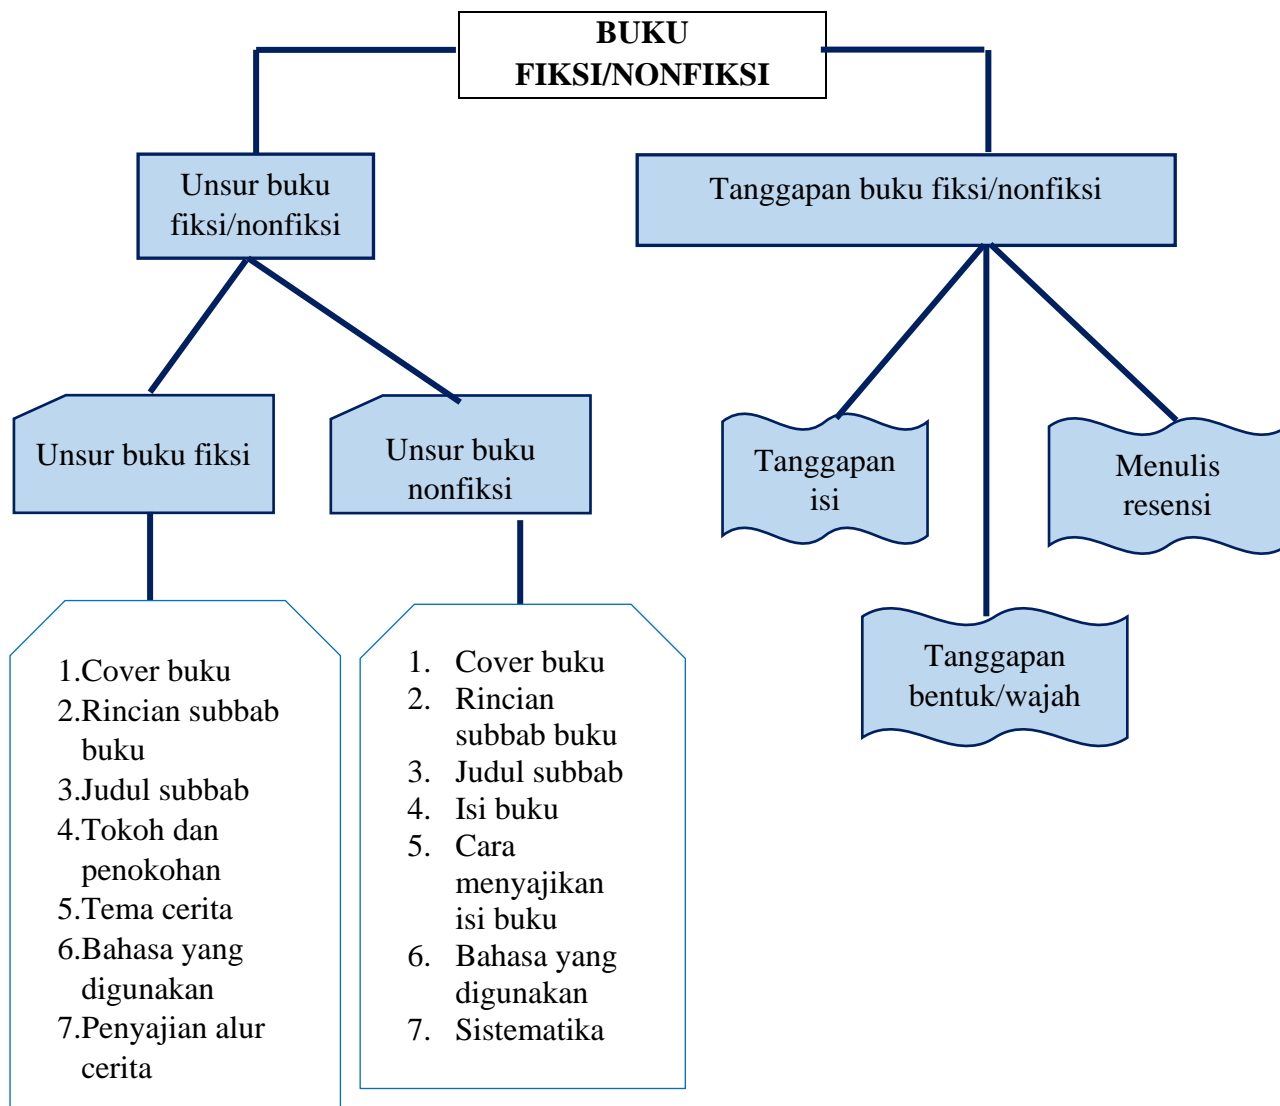 BUKU
FIKSI/NONFIKSI
Unsur buku
fiksi/nonfiksi
Tanggapan buku fiksi/nonfiksi
Unsur buku fiksi
Unsur buku
nonfiksi
Tanggapan
isi
Menulis
resensi
Tanggapan
bentuk/wajah
1.Cover buku
2.Rincian subbab
buku
3.Judul subbab
4.Tokoh dan
penokohan
5.Tema cerita
6.Bahasa yang
digunakan
7.Penyajian alur
cerita
1. Cover buku
2. Rincian
subbab buku
3. Judul subbab
4. Isi buku
5. Cara
menyajikan
isi buku
6. Bahasa yang
digunakan
7. Sistematika